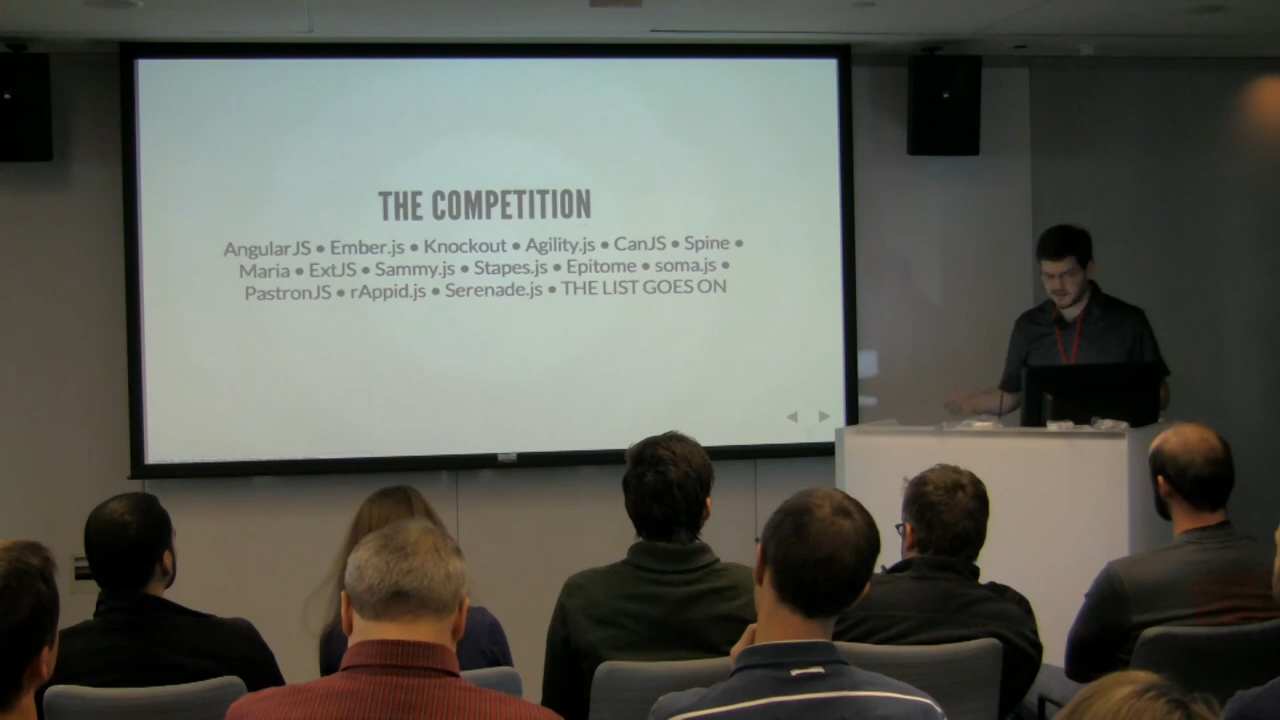 THE COMPETITION
AngularJS • Ember.js • Knockout • Agility.js • CanJS • Spine •
Maria • ExtJS • Sammy.js • Stapes.js • Epitome • soma.js •
PastronJS • rAppid.js • Serenade.js • THE LIST GOES ON